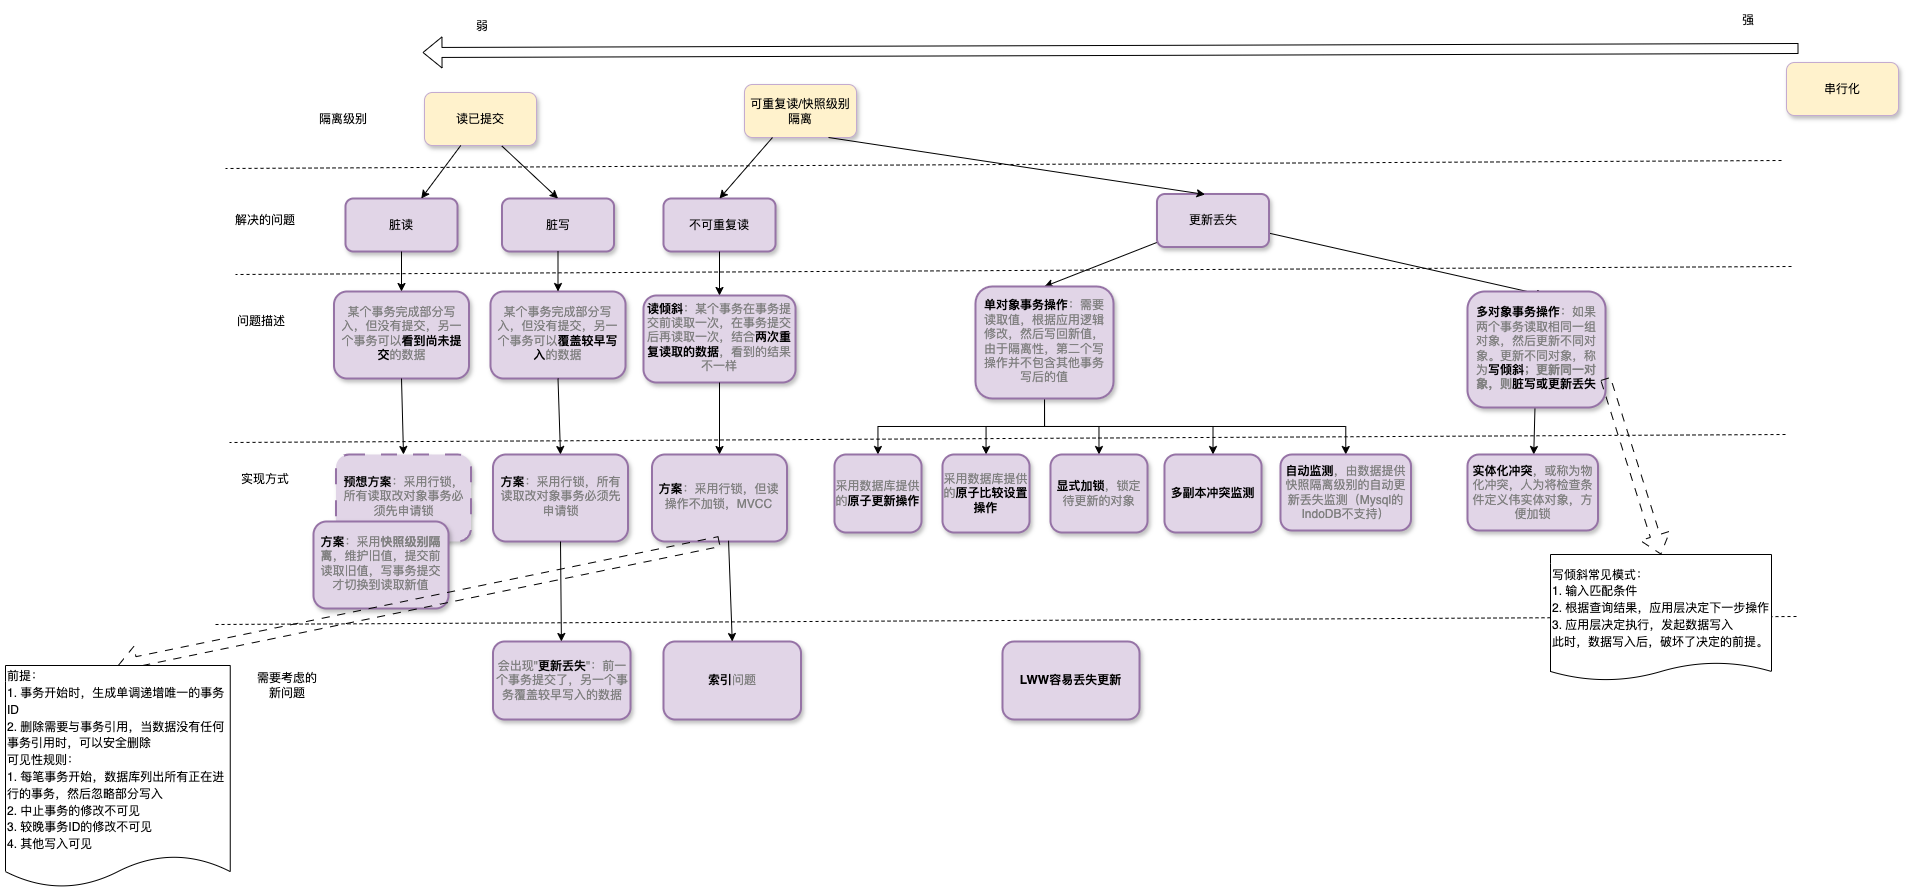 弱
强
隔离级别
读已提交
可重复读/快照级别
隔离
串行化
解决的问题
脏读
脏写
不可重复读
更新丢失
问题描述
某个事务完成部分写
入，但没有提交，另一
个事务可以看到尚未提
交的数据
某个事务完成部分写
入，但没有提交，另一
个事务可以覆盖较早写
入的数据
读倾斜：某个事务在事务提
交前读取一次，在事务提交
后再读取一次，结合两次重
复读取的数据，看到的结果
不一样
单对象事务操作：需要
读取值，根据应用逻辑
修改，然后写回新值，
由于隔离性，第二个写
操作并不包含其他事务
写后的值
多对象事务操作：如果
两个事务读取相同一组
对象，然后更新不同对
象。更新不同对象，称
为写倾斜；更新同一对
象，则脏写或更新丢失
实现方式
预想方案：采用行锁，
所有读取改对象事务必
须先申请锁
方案：采用快照级别隔
离，维护旧值，提交前
读取旧值，写事务提交
才切换到读取新值
方案：采用行锁，所有
读取改对象事务必须先
申请锁
方案：采用行锁，但读
操作不加锁，MVCC
采用数据库提供
的原子更新操作
采用数据库提供
的原子比较设置
操作
显式加锁，锁定
待更新的对象
多副本冲突监测
自动监测，由数据提供
快照隔离级别的自动更
新丢失监测（Mysql的
IndoDB不支持）
实体化冲突，或称为物
化冲突，人为将检查条
件定义伟实体对象，方
便加锁
写倾斜常见模式：
1. 输入匹配条件
2. 根据查询结果，应用层决定下一步操作
3. 应用层决定执行，发起数据写入
此时，数据写入后，破坏了决定的前提。
需要考虑的
新问题
会出现"更新丢失"：前一
个事务提交了，另一个事
务覆盖较早写入的数据
索引问题
LWW容易丢失更新
前提：
1. 事务开始时，生成单调递增唯一的事务
ID
2. 删除需要与事务引用，当数据没有任何
事务引用时，可以安全删除
可见性规则：
1. 每笔事务开始，数据库列出所有正在进
行的事务，然后忽略部分写入
2. 中止事务的修改不可见
3. 较晚事务ID的修改不可见
4. 其他写入可见